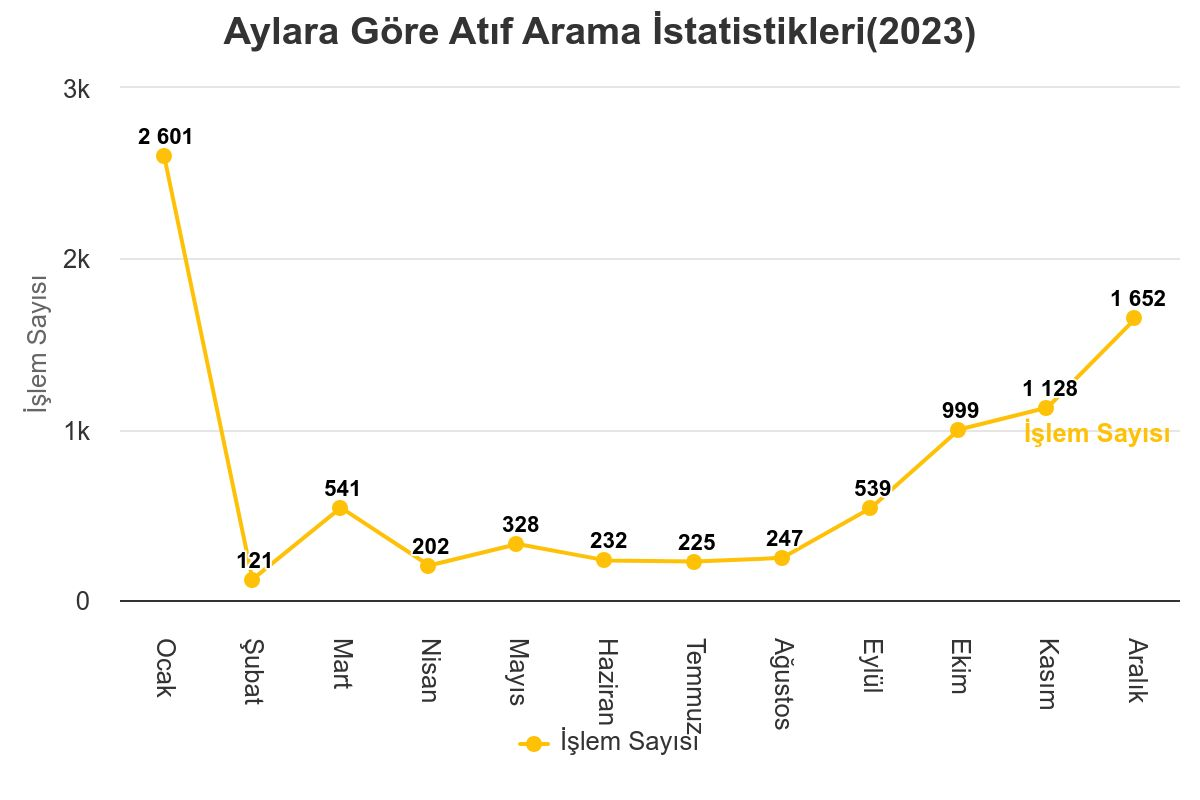 Aylara Göre Atıf Arama İstatistikleri(2023)
İşlem Sayısı
3k
2k
1k
0
2 601
121
541
202
328
232
225
247
539
999
1 128
1 652
İşlem Sayısı
Ocak
Şubat
Mart
Nisan
Mayıs
Haziran
Temmuz
Ağustos
Eylül
Ekim
Kasım
Aralık
İşlem Sayısı